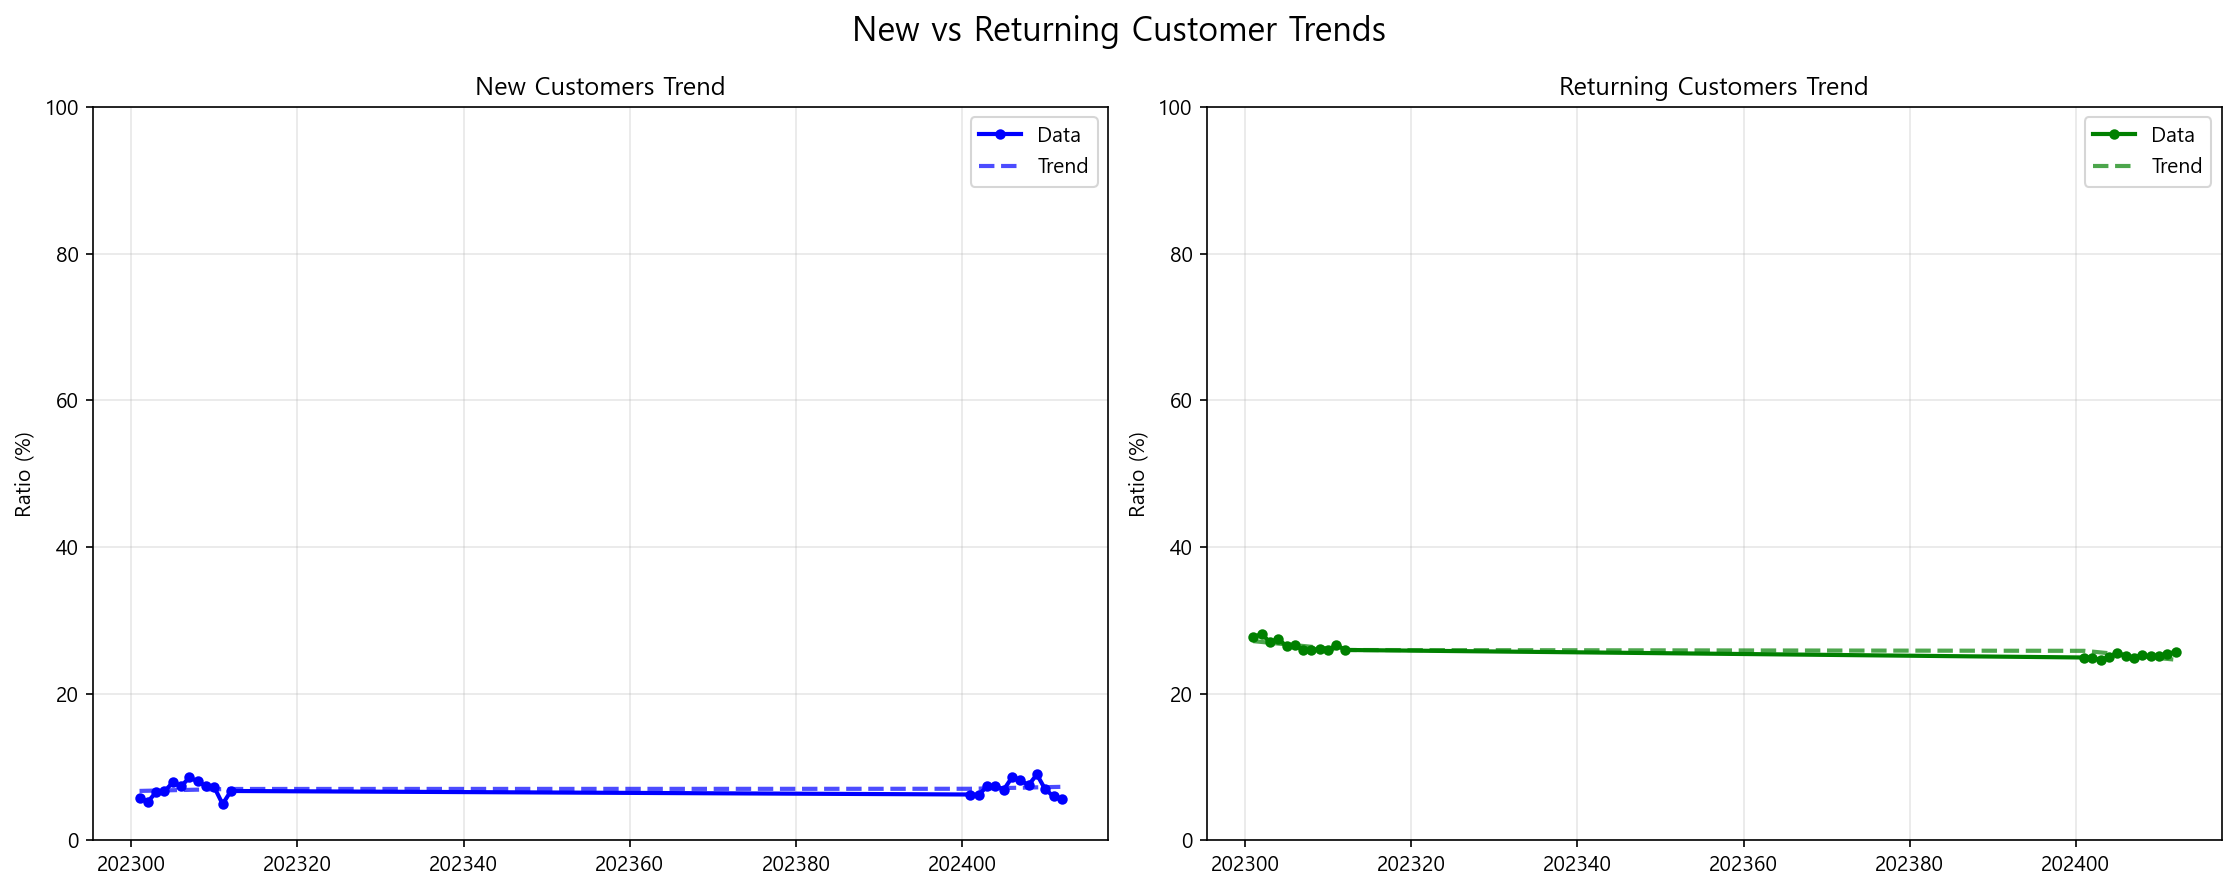 New vs Returning Customer Trends
New Customers Trend
100
80
60
40
20
0
Ratio (%)
202300 202320 202340 202360 202380 202400
Data
Trend
Returning Customers Trend
100
80
60
40
20
0
Ratio (%)
202300 202320 202340 202360 202380 202400
Data
Trend